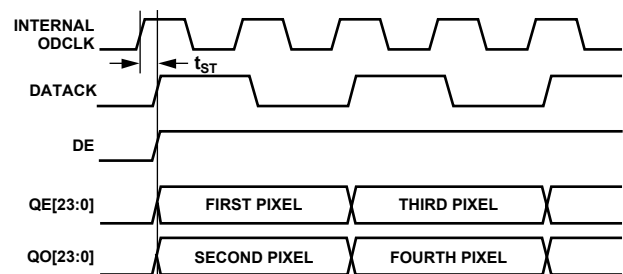 INTERNAL
ODCLK
tST
DATACK
DE
QE[23:0] FIRST PIXEL THIRD PIXEL
QO[23:0] SECOND PIXEL FOURTH PIXEL